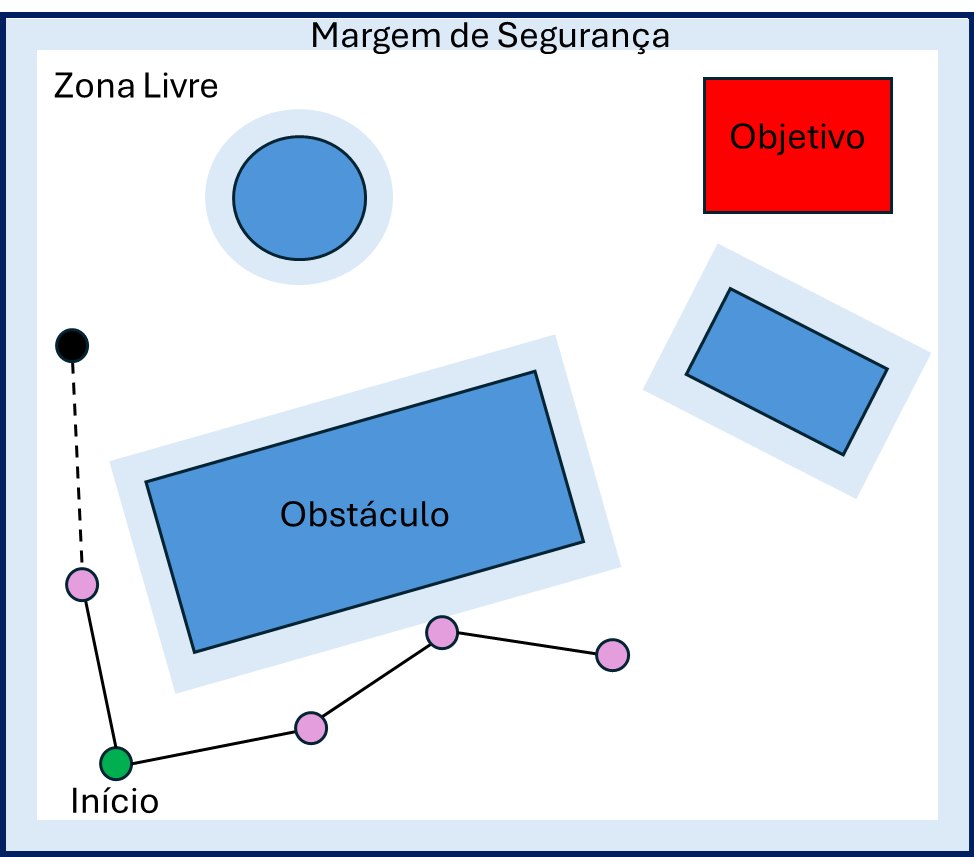 Margem de Segurança
Zona Livre
Objetivo
Obstáculo
Início